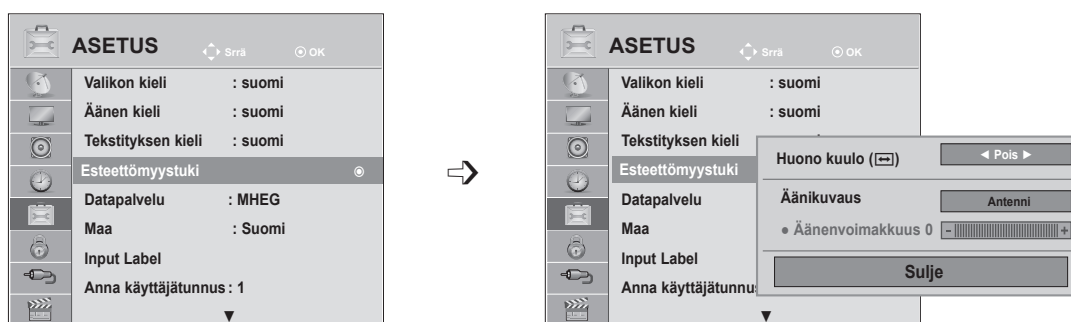 ASETUS Srrä OK
Valikon kieli : suomi
Äänen kieli : suomi
Tekstityksen kieli : suomi
Esteettömyystuki
Datapalvelu : MHEG
Maa : Suomi
Input Label
Anna käyttäjätunnus : 1
▼
ASETUS Srrä OK
Valikon kieli : suomi
Äänen kieli : suomi
Tekstityksen kieli
Esteettömyystuki
Datapalvelu
Maa
Input Label
Anna käyttäjätunnus
▼
Huono kuulo ( ) ◄ Pois ►
Äänikuvaus Antenni
● Äänenvoimakkuus 0 - +
Sulje